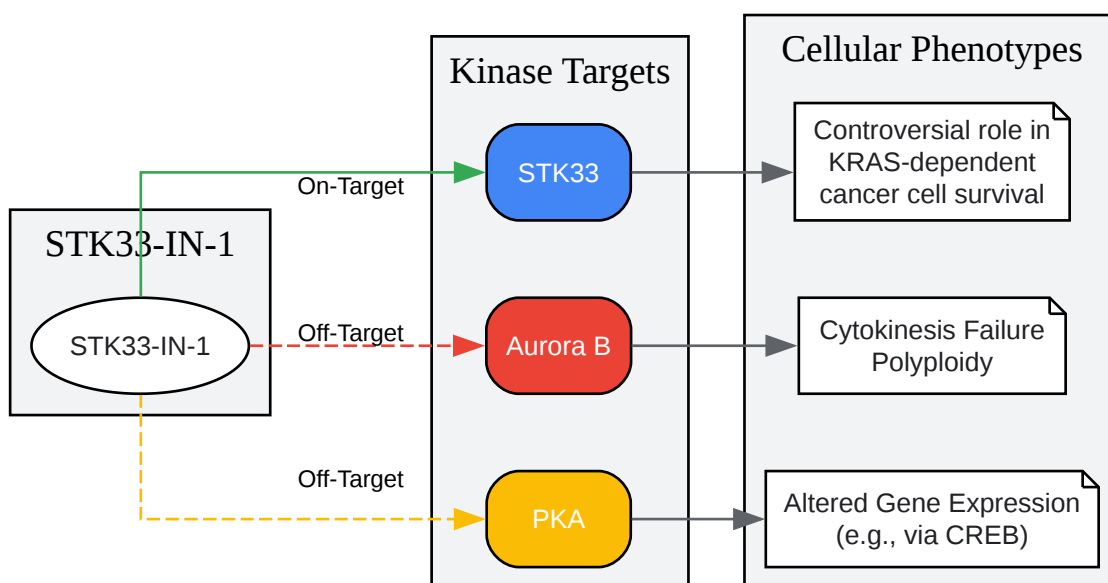 Kinase Targets
Cellular Phenotypes
STK33-IN-1
STK33-IN-1
On-Target
Off-Target
Off-Target
STK33
Aurora B
PKA
Controversial role in
KRAS-dependent
cancer cell survival
Cytokinesis Failure
Polyploidy
Altered Gene Expression
(e.g., via CREB)